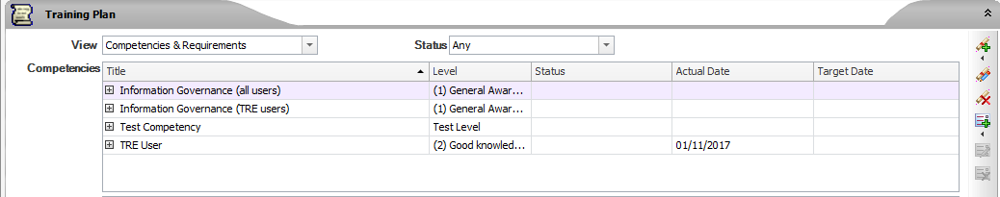 Training Plan
View Competencies & Requirements Status Any
Competencies Title Level Status Actual Date Target Date
Information Governance (all users) (1) General Awar...
Information Governance (TRE users) (1) General Awar...
Test Competency Test Level
TRE User (2) Good knowled... 01/11/2017